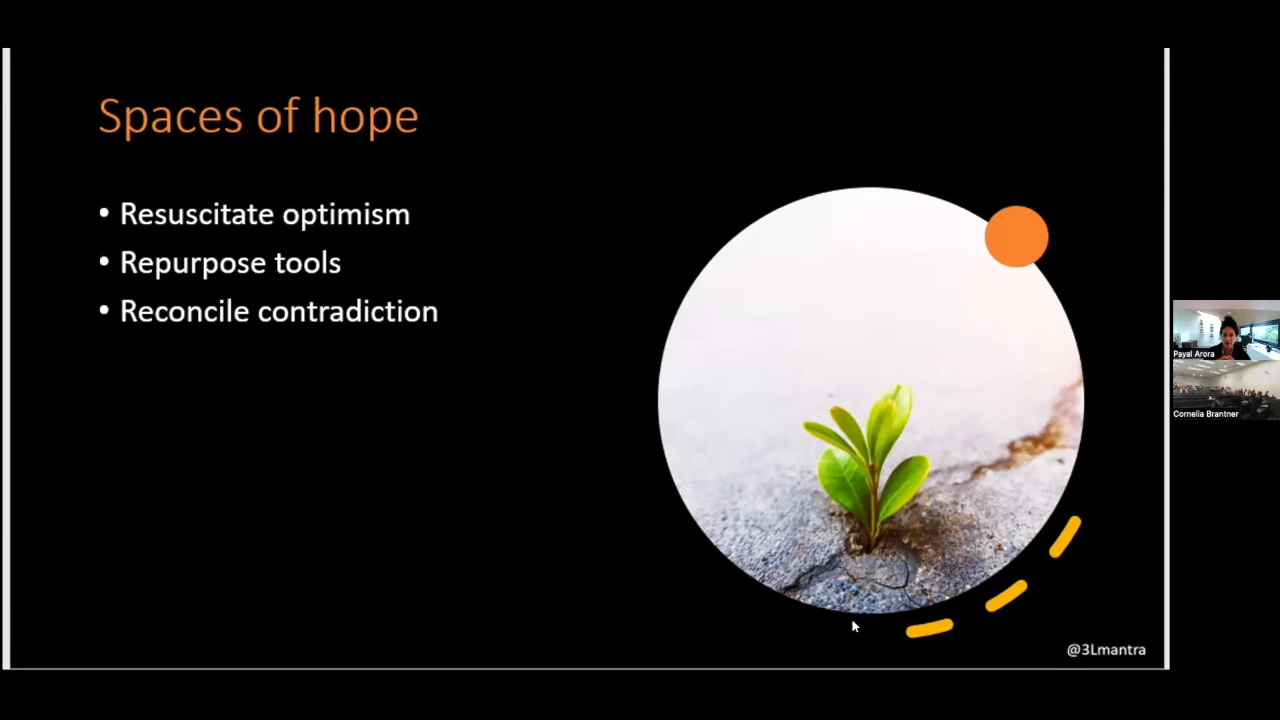 Spaces of hope
• Resuscitate optimism
• Repurpose tools
• Reconcile contradiction
@3Lmantra
Payal Arora
Cornelia Brantner